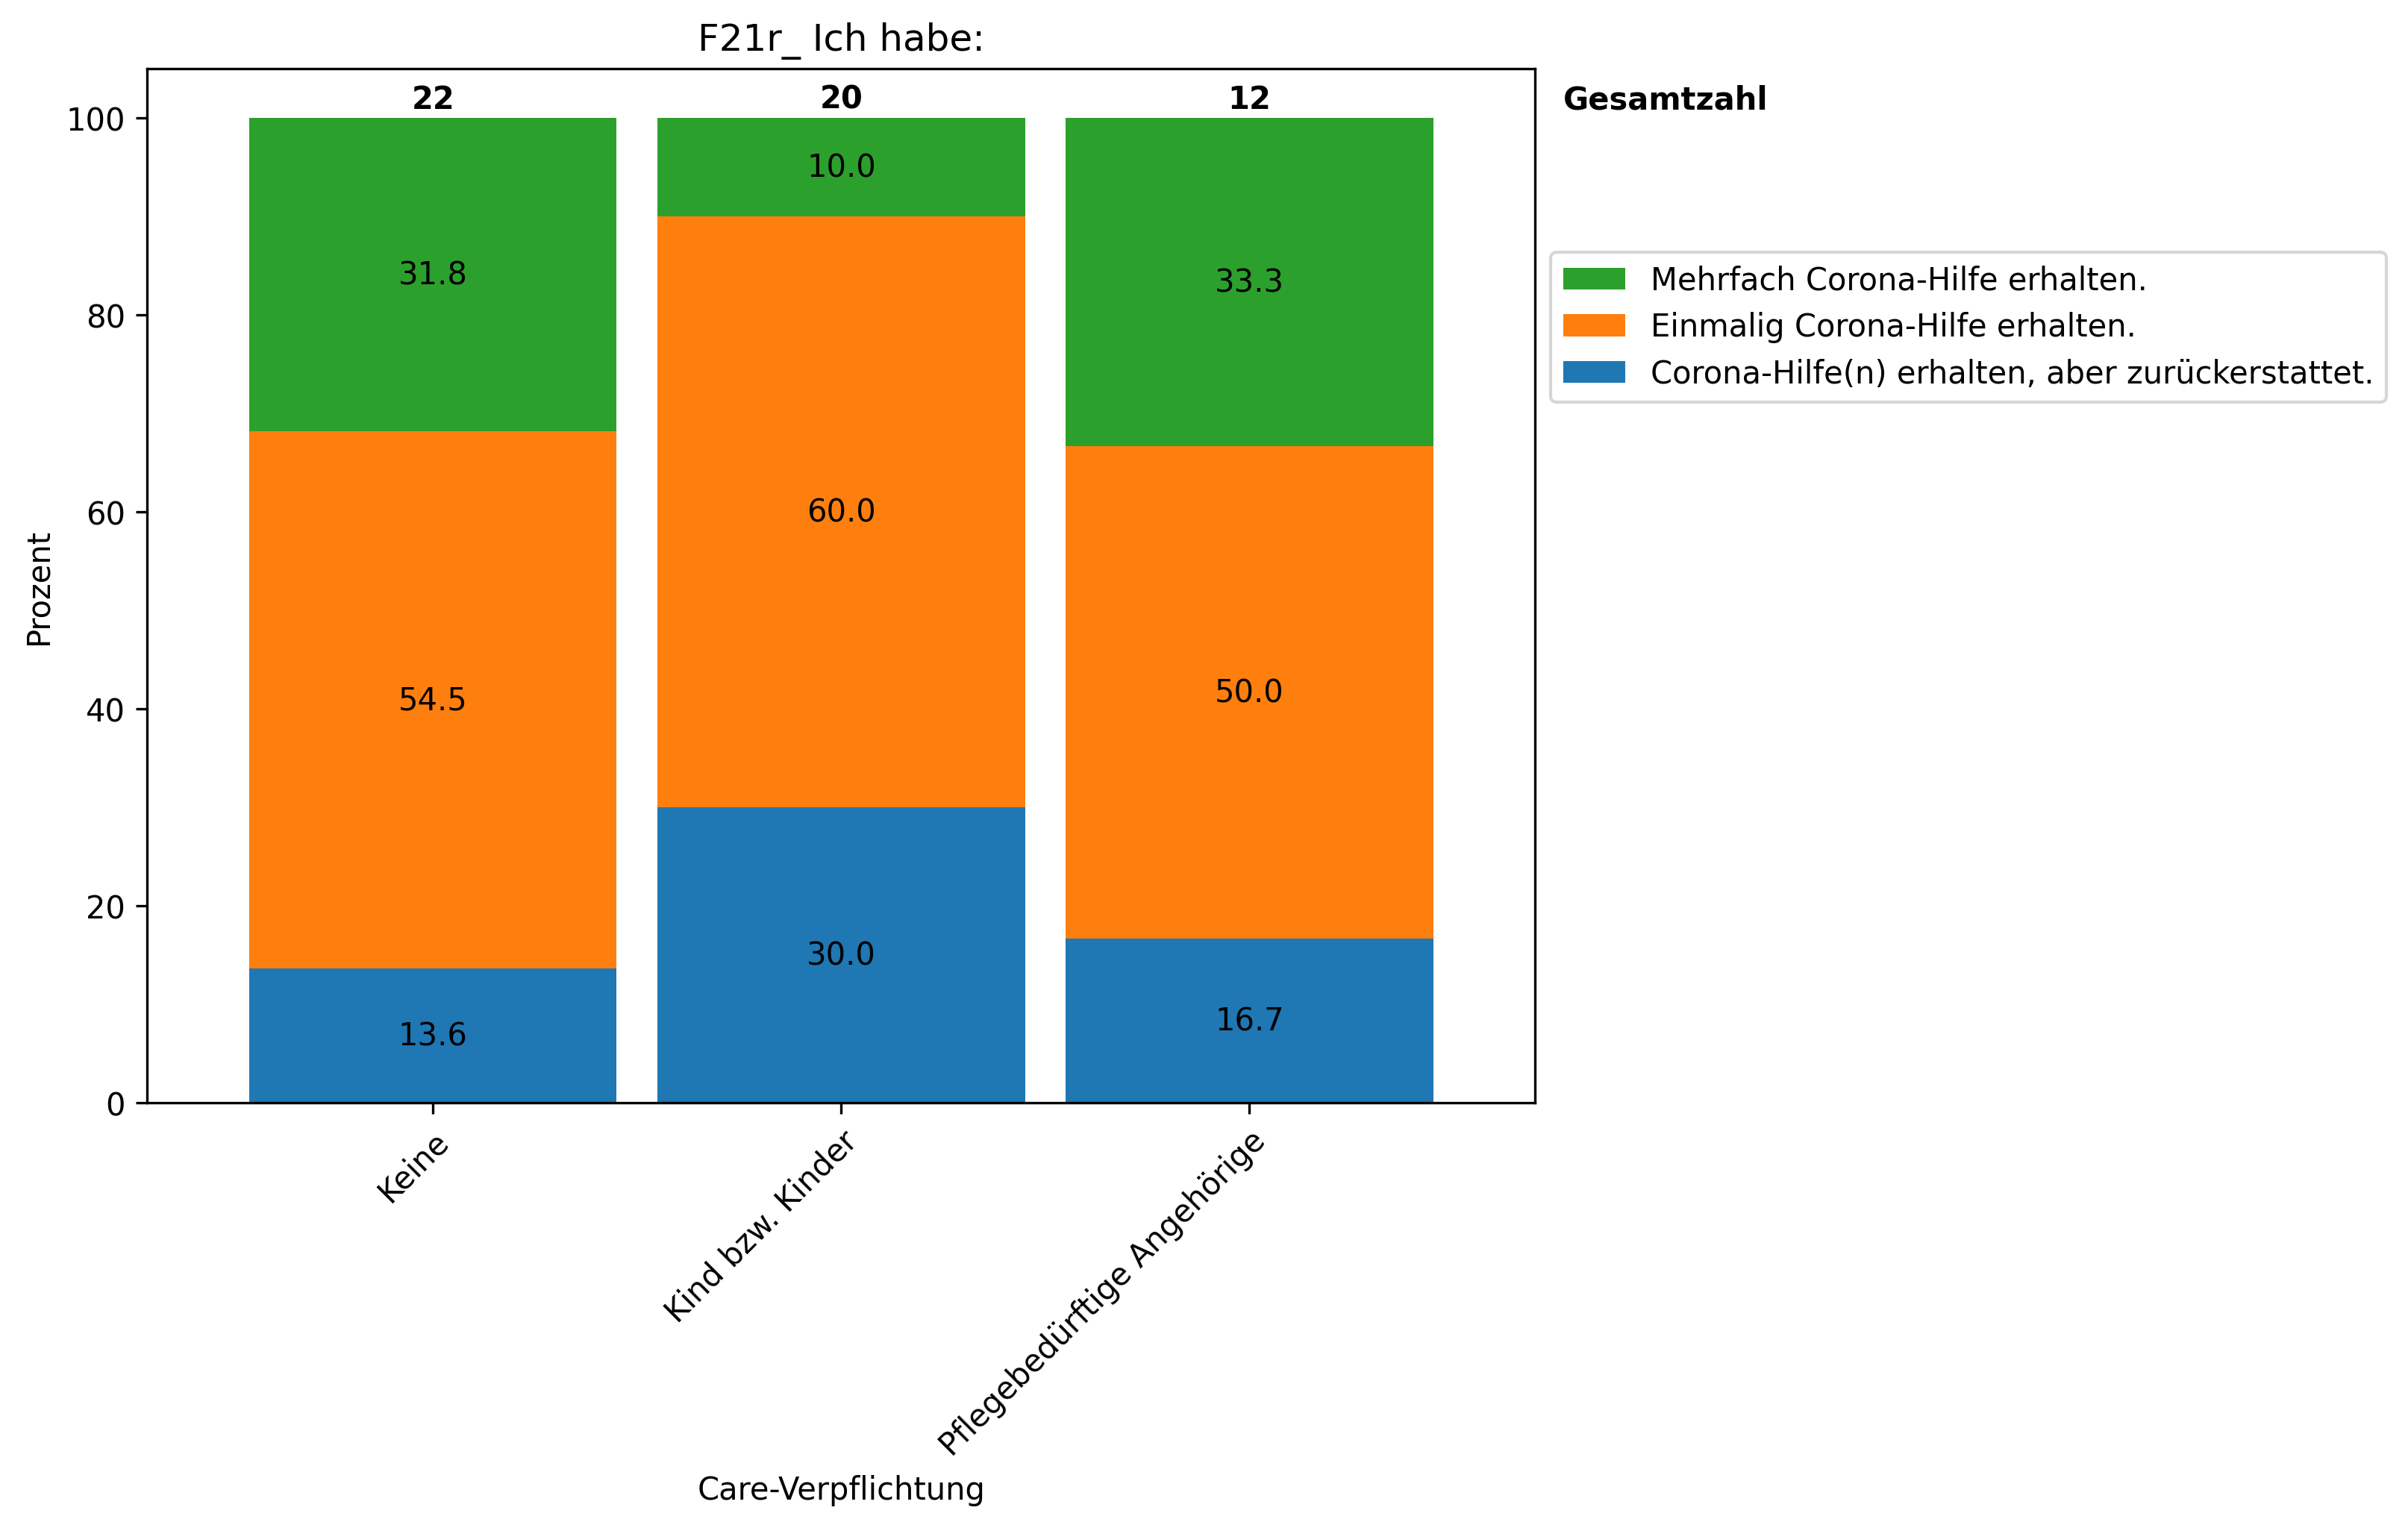 F21r_ Ich habe:
22
20
12
Gesamtzahl
100
80
60
40
20
0
Prozent
31.8
10.0
33.3
54.5
60.0
50.0
13.6
30.0
16.7
Mehrfach Corona-Hilfe erhalten.
Einmalig Corona-Hilfe erhalten.
Corona-Hilfe(n) erhalten, aber zurückerstattet.
Keine
Kind bzw. Kinder
Pflegebedürftige Angehörige
Care-Verpflichtung